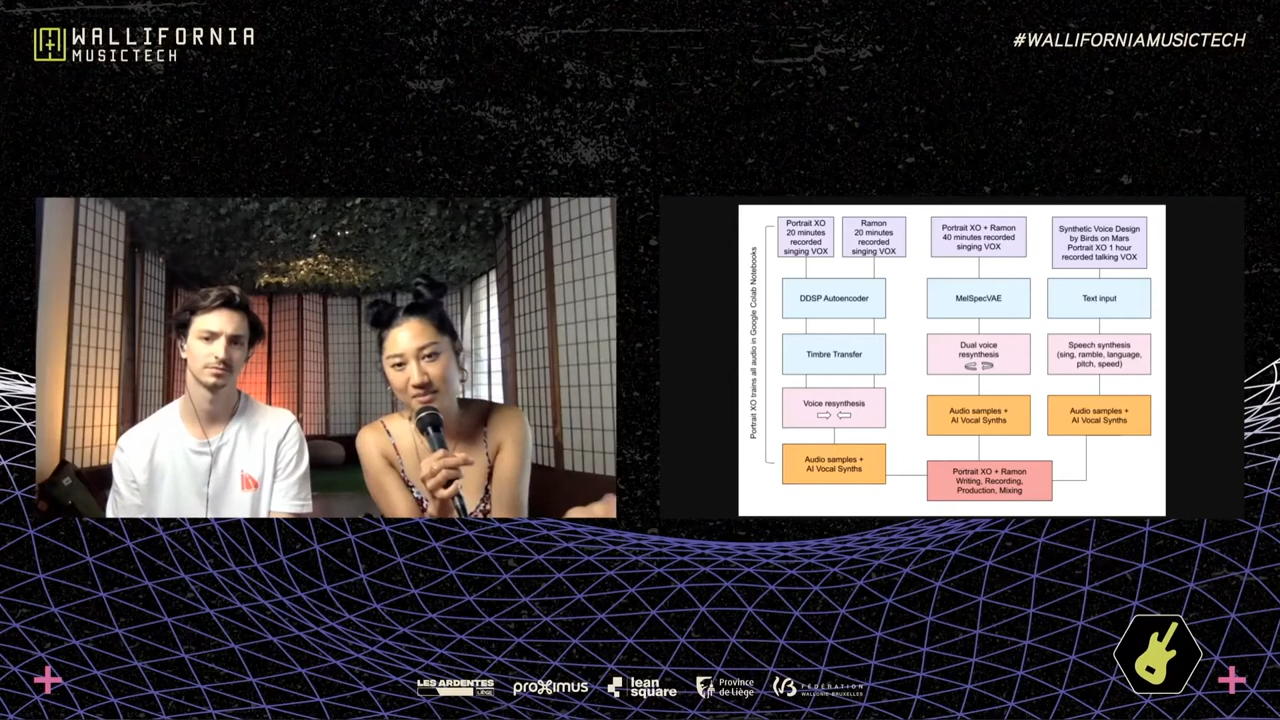 WALLIFORNIA
MUSICTECH
#WALLIFORNIAMUSICTECH
Portrait XO trains all audio in Google Colab Notebooks
Portrait XO
20 minutes
recorded
singing VOX
Ramon
20 minutes
recorded
singing VOX
Portrait XO + Ramon
40 minutes recorded
singing VOX
Synthetic Voice Design
by Birds on Mars
Portrait XO 1 hour
recorded talking VOX
DDSP Autoencoder
MelSpecVAE
Text input
Timbre Transfer
Dual voice
resynthesis
Speech synthesis
(sing, ramble, language,
pitch, speed)
Voice resynthesis
Audio samples +
AI Vocal Synths
Audio samples +
AI Vocal Synths
Audio samples +
AI Vocal Synths
Portrait XO + Ramon
Writing, Recording,
Production, Mixing
LES ARDENTES
LIÈGE
proximus
lean
square
Province
de Liège
FÉDÉRATION
WALLONIE-BRUXELLES